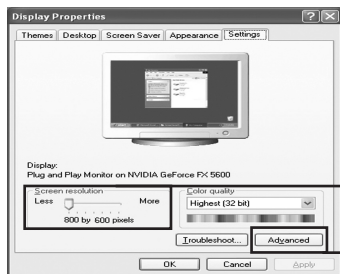 Display Properties
Themes Desktop Screen Saver Appearance Settings
Display:
Plug and Play Monitor on NVIDIA GeForce FX 5600
Screen resolution
Less More
800 by 600 pixels
Color quality
Highest (32 bit)
Troubleshoot... Advanced
OK Cancel Apply